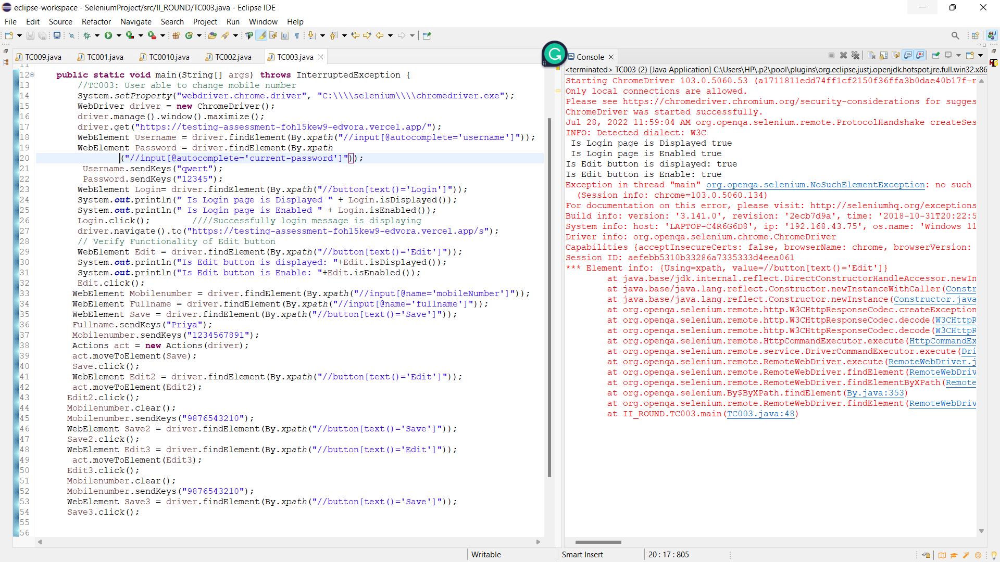 eclipse-workspace - SeleniumProject/src/II_ROUND/TC003.java - Eclipse IDE
File Edit Source Refactor Navigate Search Project Run Window Help
TC009.java TC001.java TC0010.java TC002.java TC003.java
11
12 public static void main(String[] args) throws InterruptedException {
13 //TC003: User able to change mobile number
14 System.setProperty("webdriver.chrome.driver", "C:\\\\selenium\\\\chromedriver.exe");
15 WebDriver driver = new ChromeDriver();
16 driver.manage().window().maximize();
17 driver.get("https://testing-assessment-foh15kew9-edvora.vercel.app/");
18 WebElement Username = driver.findElement(By.xpath("//input[@autocomplete='username']"));
19 WebElement Password = driver.findElement(By.xpath
20 ("//input[@autocomplete='current-password']"));
21 Username.sendKeys("qwert");
22 Password.sendKeys("12345");
23 WebElement Login= driver.findElement(By.xpath("//button[text()='Login']"));
24 System.out.println(" Is Login page is Displayed " + Login.isDisplayed());
25 System.out.println(" Is Login page is Enabled " + Login.isEnabled());
26 Login.click(); ////Successfully login message is displaying
27 driver.navigate().to("https://testing-assessment-foh15kew9-edvora.vercel.app/s");
28 // Verify Functionality of Edit button
29 WebElement Edit = driver.findElement(By.xpath("//button[text()='Edit']"));
30 System.out.println("Is Edit button is displayed: "+Edit.isDisplayed());
31 System.out.println("Is Edit button is Enable: "+Edit.isEnabled());
32 Edit.click();
33 WebElement Mobilenumber = driver.findElement(By.xpath("//input[@name='mobileNumber']"));
34 WebElement Fullname = driver.findElement(By.xpath("//input[@name='fullname']"));
35 WebElement Save = driver.findElement(By.xpath("//button[text()='Save']"));
36 Fullname.sendKeys("Priya");
37 Mobilenumber.sendKeys("1234567891");
38 Actions act = new Actions(driver);
39 act.moveToElement(Save);
40 Save.click();
41 WebElement Edit2 = driver.findElement(By.xpath("//button[text()='Edit']"));
42 act.moveToElement(Edit2);
43 Edit2.click();
44 Mobilenumber.clear();
45 Mobilenumber.sendKeys("9876543210");
46 WebElement Save2 = driver.findElement(By.xpath("//button[text()='Save']"));
47 Save2.click();
48 WebElement Edit3 = driver.findElement(By.xpath("//button[text()='Edit']"));
49 act.moveToElement(Edit3);
50 Edit3.click();
51 Mobilenumber.clear();
52 Mobilenumber.sendKeys("9876543210");
53 WebElement Save3 = driver.findElement(By.xpath("//button[text()='Save']"));
54 Save3.click();
55
56
Console
<terminated> TC003 (2) [Java Application] C:\Users\HP\.p2\pool\plugins\org.eclipse.justj.openjdk.hotspot.jre.full.win32.x86
Starting ChromeDriver 103.0.5060.53 (a1711811edd74ff1cf2150f36ffa3b0dae40b17f-r
Only local connections are allowed.
Please see https://chromedriver.chromium.org/security-considerations for sugges
ChromeDriver was started successfully.
Jul 28, 2022 11:59:04 AM org.openqa.selenium.remote.ProtocolHandshake createSes
INFO: Detected dialect: W3C
Is Login page is Displayed true
Is Login page is Enabled true
Is Edit button is displayed: true
Is Edit button is Enable: true
Exception in thread "main" org.openqa.selenium.NoSuchElementException: no such
(Session info: chrome=103.0.5060.134)
For documentation on this error, please visit: http://seleniumhq.org/exceptions
Build info: version: '3.141.0', revision: '2ecb7d9a', time: '2018-10-31T20:22:5
System info: host: 'LAPTOP-C4R6G6D8', ip: '192.168.43.75', os.name: 'Windows 11
Driver info: org.openqa.selenium.chrome.ChromeDriver
Capabilities {acceptInsecureCerts: false, browserName: chrome, browserVersion:
Session ID: aefebb5310b33286a7335333d4eea061
*** Element info: {Using=xpath, value=//button[text()='Edit']}
at java.base/jdk.internal.reflect.DirectConstructorHandleAccessor.newIn
at java.base/java.lang.reflect.Constructor.newInstanceWithCaller(Constr
at java.base/java.lang.reflect.Constructor.newInstance(Constructor.java
at org.openqa.selenium.remote.http.W3CHttpResponseCodec.createException
at org.openqa.selenium.remote.http.W3CHttpResponseCodec.decode(W3CHttpR
at org.openqa.selenium.remote.http.W3CHttpResponseCodec.decode(W3CHttpR
at org.openqa.selenium.remote.HttpCommandExecutor.execute(HttpCommandEx
at org.openqa.selenium.remote.service.DriverCommandExecutor.execute(Dri
at org.openqa.selenium.remote.RemoteWebDriver.execute(RemoteWebDriver.j
at org.openqa.selenium.remote.RemoteWebDriver.findElement(RemoteWebDriv
at org.openqa.selenium.remote.RemoteWebDriver.findElementByXPath(Remote
at org.openqa.selenium.By$ByXPath.findElement(By.java:353)
at org.openqa.selenium.remote.RemoteWebDriver.findElement(RemoteWebDriv
at II_ROUND.TC003.main(TC003.java:48)
Writable Smart Insert 20 : 17 : 805